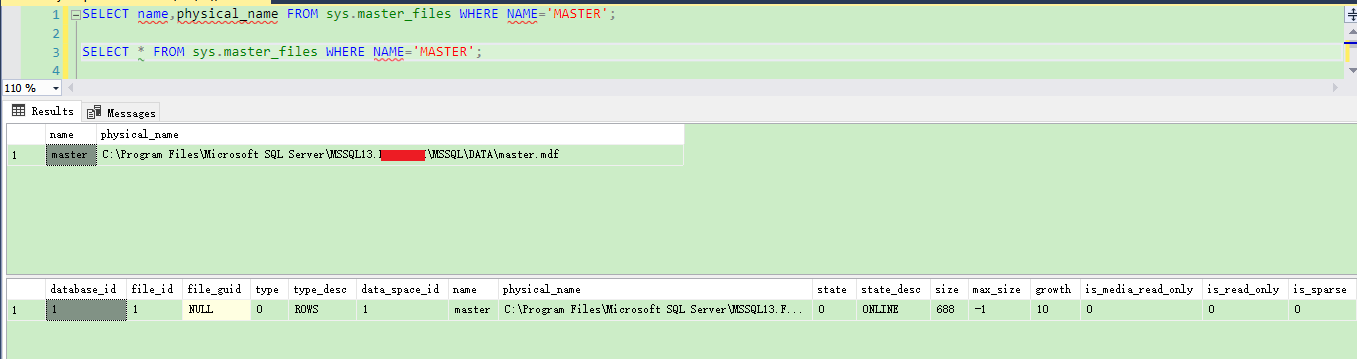 1 SELECT name,physical_name FROM sys.master_files WHERE NAME='MASTER';
2
3 SELECT * FROM sys.master_files WHERE NAME='MASTER';
4
110 %
Results Messages
name physical_name
1 master C:\Program Files\Microsoft SQL Server\MSSQL13. \MSSQL\DATA\master.mdf
database_id file_id file_guid type type_desc data_space_id name physical_name state state_desc size max_size growth is_media_read_only is_read_only is_sparse
1 1 1 NULL 0 ROWS 1 master C:\Program Files\Microsoft SQL Server\MSSQL13.F... 0 ONLINE 688 -1 10 0 0 0